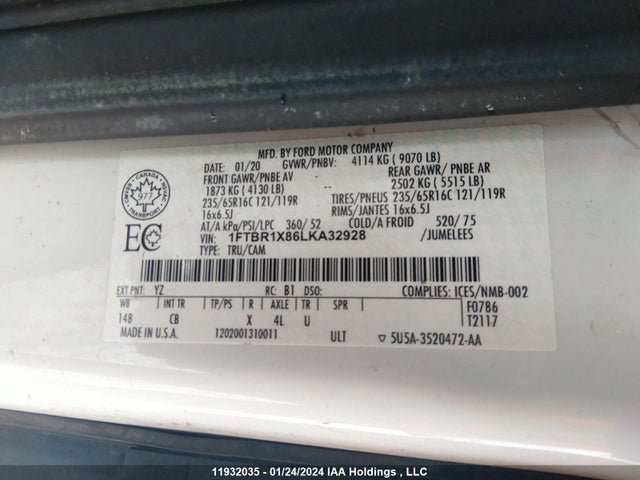 MFD. BY FORD MOTOR COMPANY
DATE: 01/20 GVWR/PNBV: 4114 KG ( 9070 LB)
FRONT GAWR/PNBE AV REAR GAWR/ PNBE AR
1873 KG ( 4130 LB) 2502 KG ( 5515 LB)
235/65R16C 121/119R TIRES/PNEUS 235/65R16C 121/119R
16x6.5J RIMS/JANTES 16x6.5J
AT/A kPa/PSI/LPC 360/ 52 COLD/A FROID 520/ 75
VIN: 1FTBR1X86LKA32928 /JUMELEES
TYPE: TRU/CAM
CANADA
977
TRANSPORT
EC
EXT PNT: YZ RC: B1 DSO: COMPLIES: ICES/NMB-002
WB INT TR TP/PS R AXLE TR SPR F0786
148 CB X 4L U T2117
MADE IN U.S.A. 1202001310011 ULT ▽ 5U5A-3520472-AA
11932035 - 01/24/2024 IAA Holdings , LLC